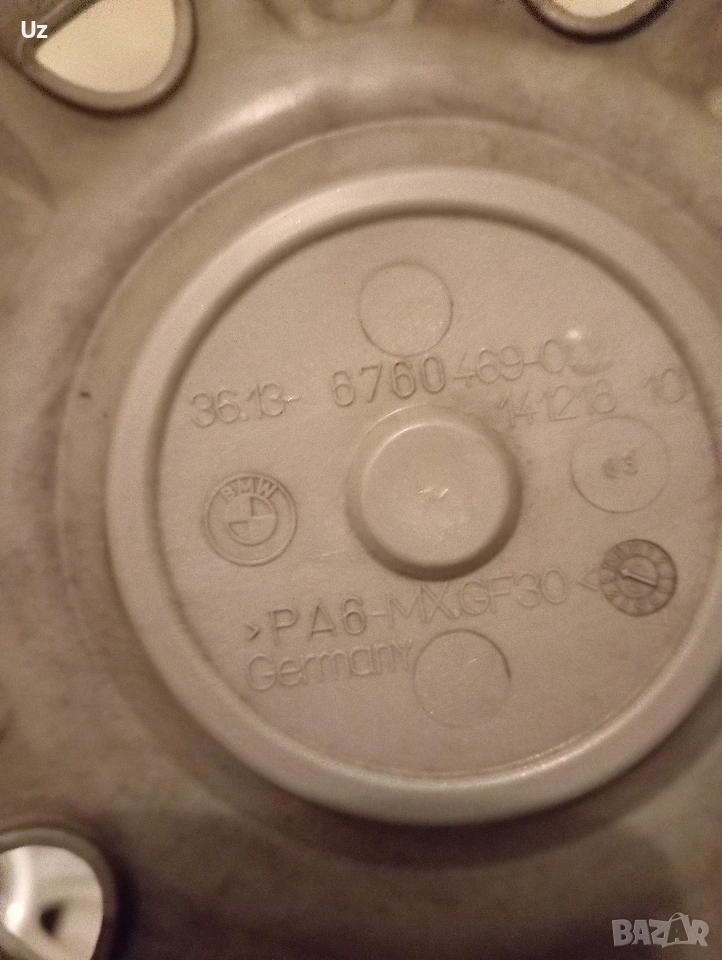 Uz
36.13- 6760469-0
141218 10
BMW
>PA6-MX.GF30<
Germany
BAZAR